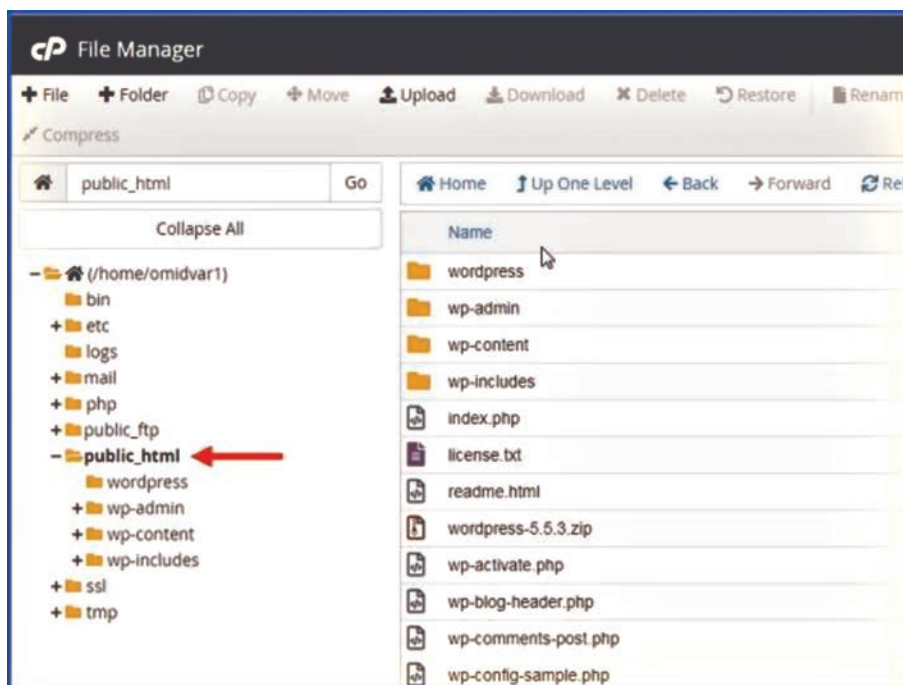 cP File Manager
File Folder Copy Move Upload Download Delete Restore Renam
Compress
public_html Go
Collapse All
(/home/omidvar1)
bin
etc
logs
mail
php
public_ftp
public_html
wordpress
wp-admin
wp-content
wp-includes
ssl
tmp
Home Up One Level Back Forward Rel
Name
wordpress
wp-admin
wp-content
wp-includes
index.php
license.txt
readme.html
wordpress-5.5.3.zip
wp-activate.php
wp-blog-header.php
wp-comments-post.php
wp-config-sample.php